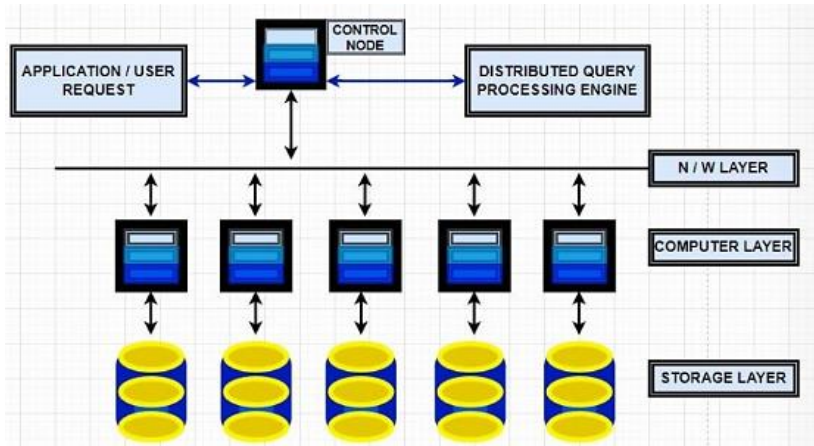 CONTROL
NODE
APPLICATION / USER
REQUEST
DISTRIBUTED QUERY
PROCESSING ENGINE
N / W LAYER
COMPUTER LAYER
STORAGE LAYER